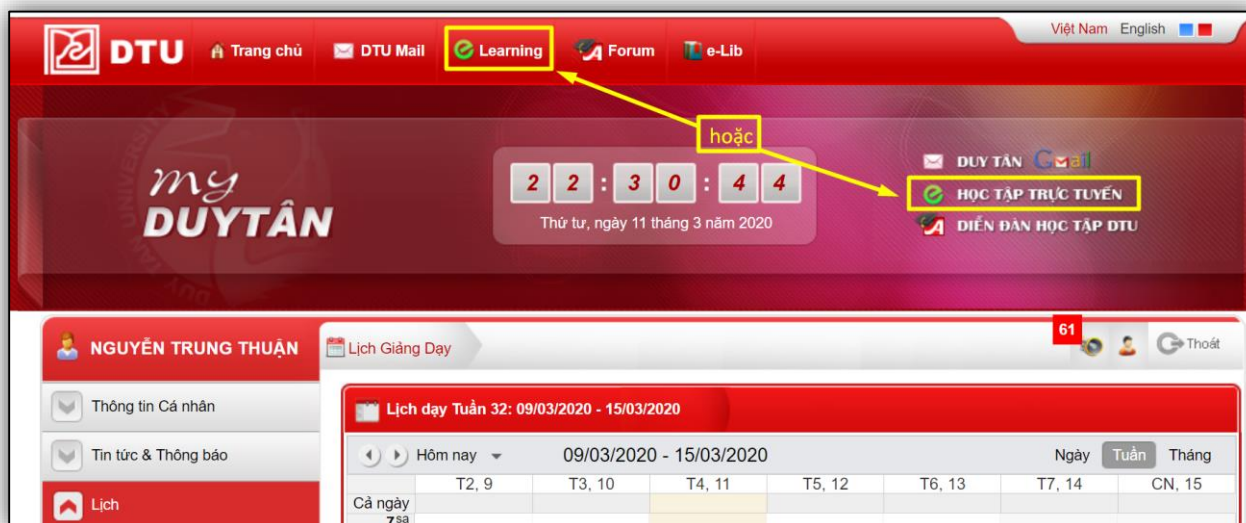 DTU Trang chủ DTU Mail Learning Forum e-Lib
Việt Nam English
hoặc
my
DUYTÂN
2 2 : 3 0 : 4 4
Thứ tư, ngày 11 tháng 3 năm 2020
DUY TÂN Gmail
HỌC TẬP TRỰC TUYẾN
DIỄN ĐÀN HỌC TẬP DTU
NGUYỄN TRUNG THUẬN
Lịch Giảng Dạy
61
Thoát
Thông tin Cá nhân
Tin tức & Thông báo
Lịch
Lịch dạy Tuần 32: 09/03/2020 - 15/03/2020
Hôm nay 09/03/2020 - 15/03/2020 Ngày Tuần Tháng
T2, 9 T3, 10 T4, 11 T5, 12 T6, 13 T7, 14 CN, 15
Cả ngày
7 sa